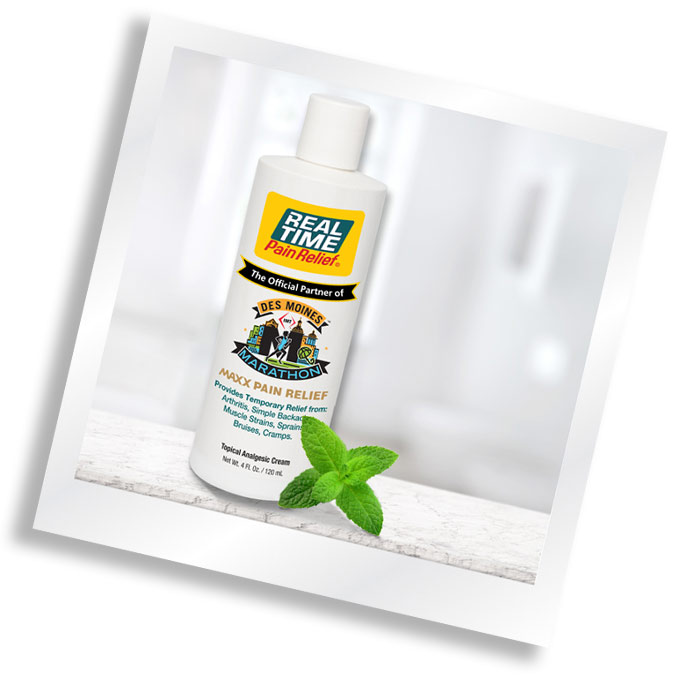 REAL
TIME
Pain Relief®
The Official Partner of
DES MOINES
IMT
MARATHON
MAXX PAIN RELIEF
Provides Temporary Relief from:
Arthritis, Simple
Muscle Strains,
Bruises, Cramps.
Topical Analgesic Cream
Net Wt. 4 Fl. Oz. / 120 ml.